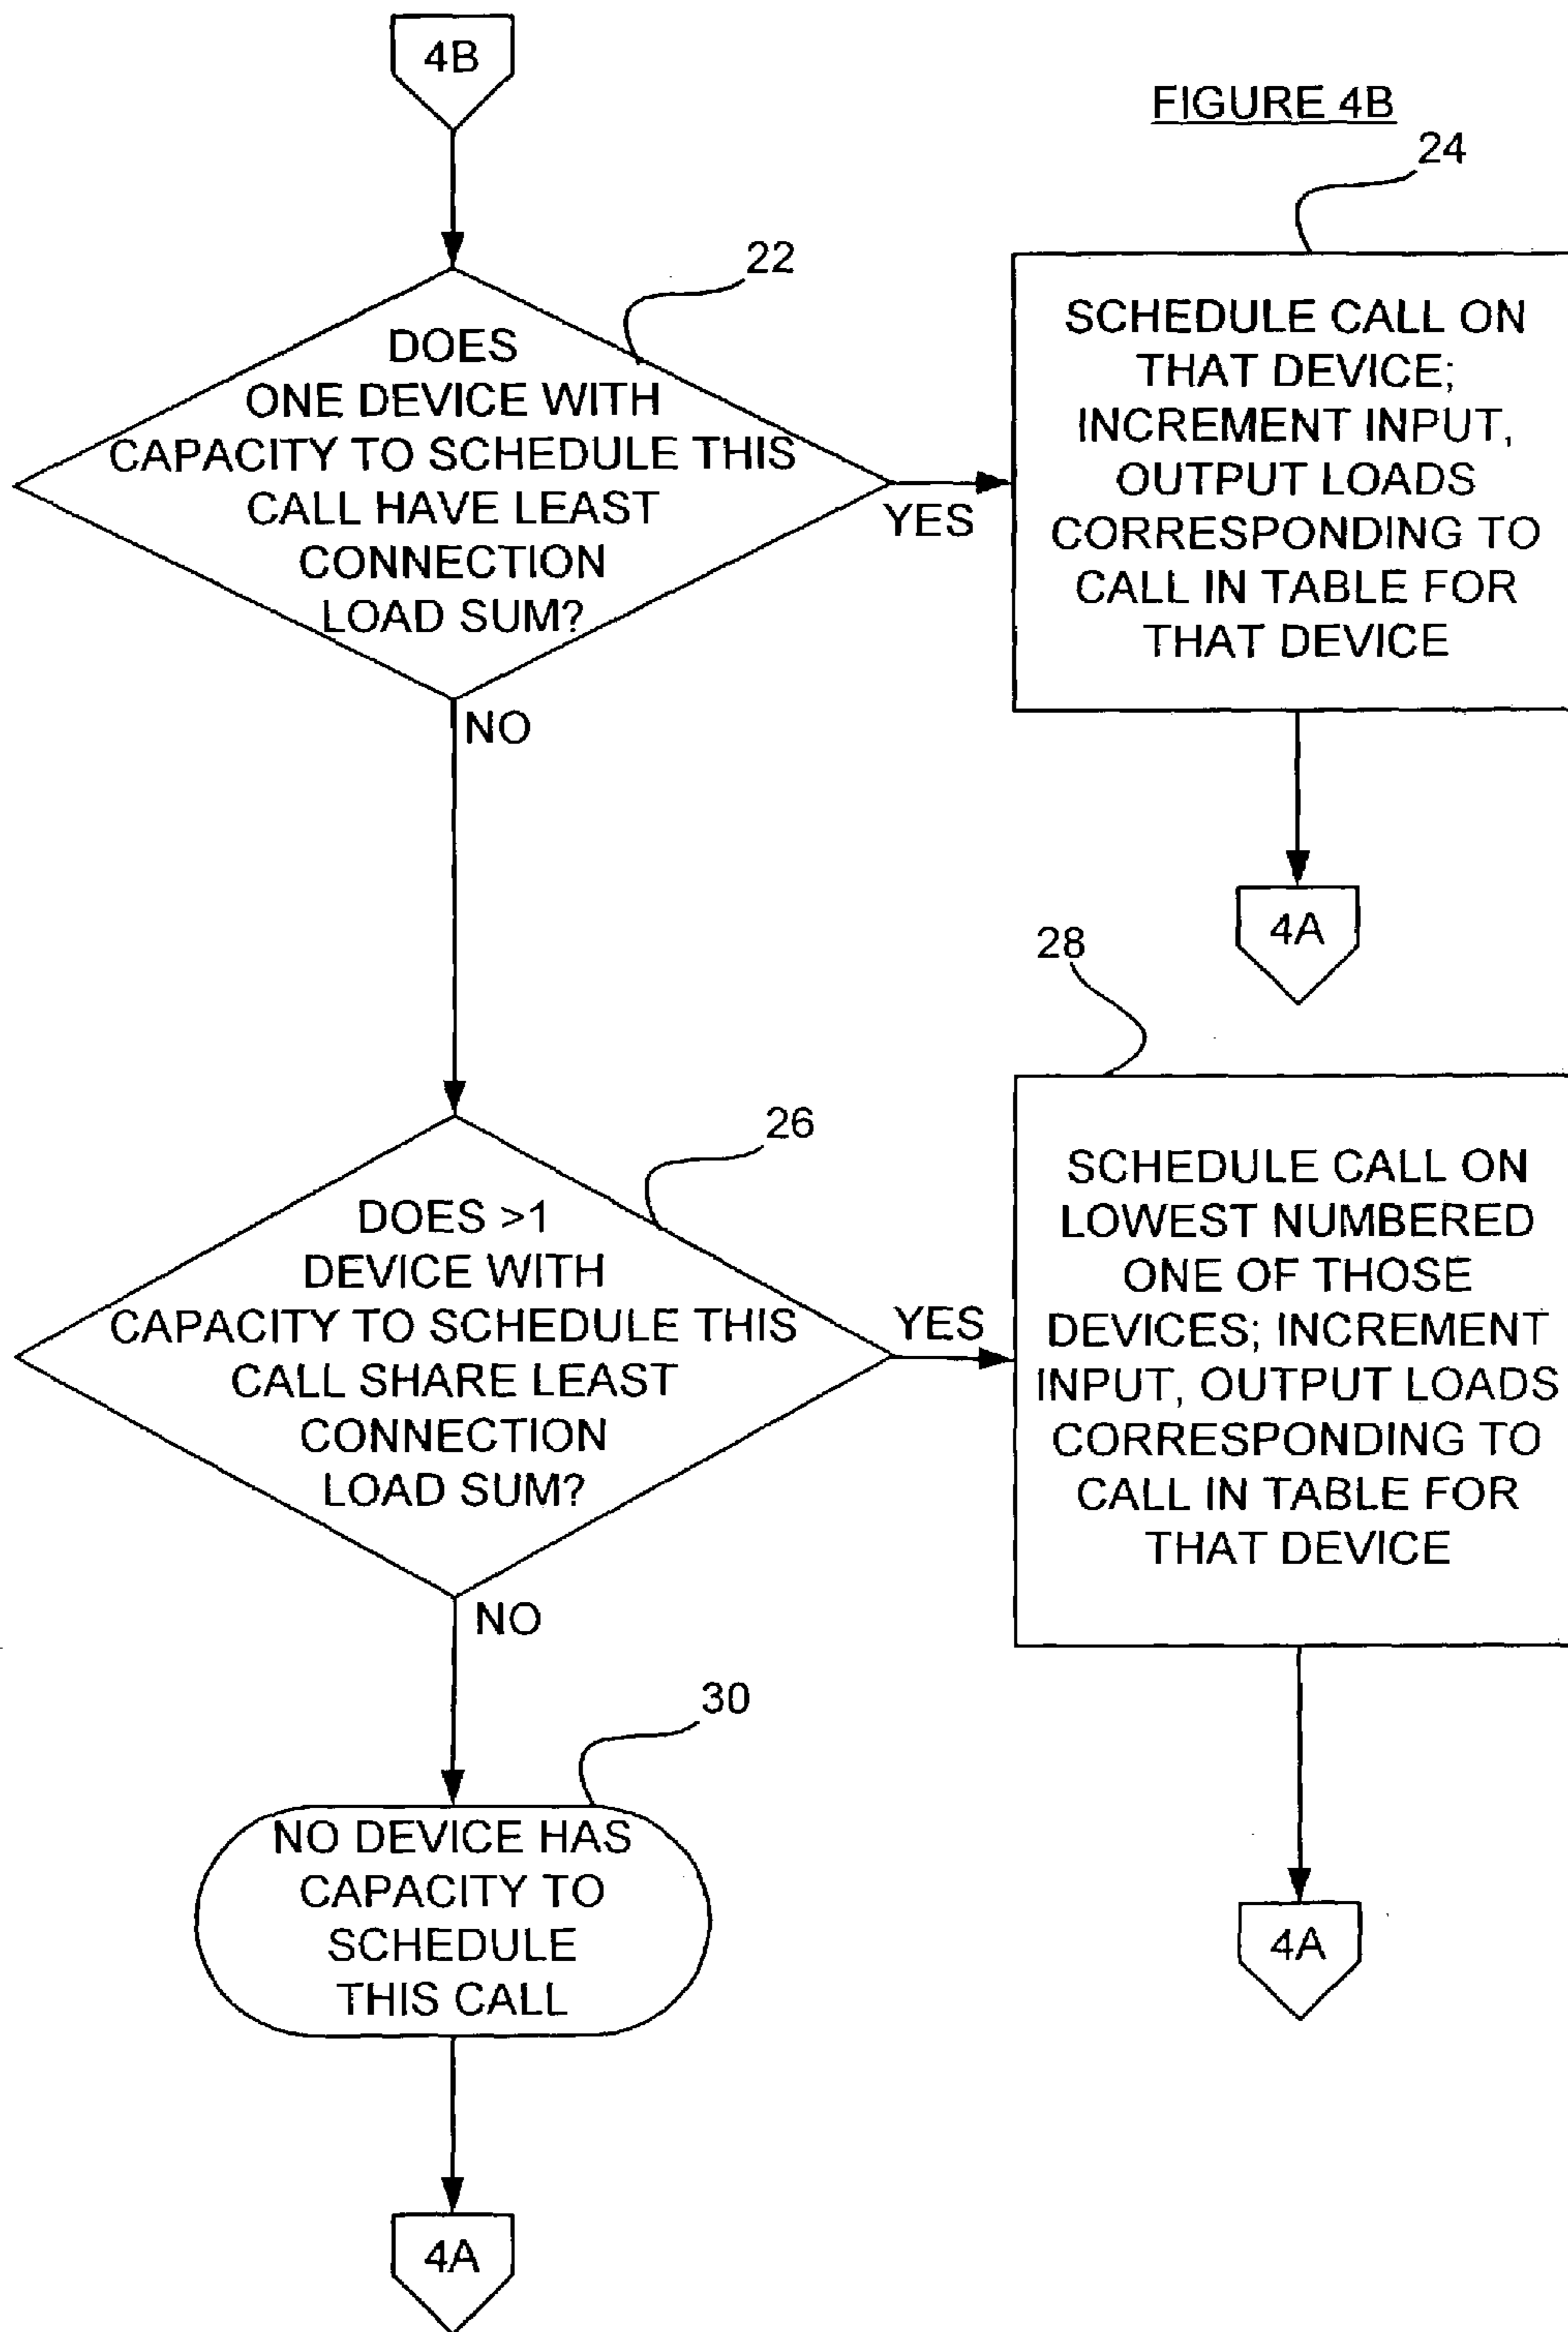 4B
FIGURE 4B
24
22
DOES
ONE DEVICE WITH
CAPACITY TO SCHEDULE THIS
CALL HAVE LEAST
CONNECTION
LOAD SUM?
YES
NO
SCHEDULE CALL ON
THAT DEVICE;
INCREMENT INPUT,
OUTPUT LOADS
CORRESPONDING TO
CALL IN TABLE FOR
THAT DEVICE
4A
28
26
DOES >1
DEVICE WITH
CAPACITY TO SCHEDULE THIS
CALL SHARE LEAST
CONNECTION
LOAD SUM?
YES
NO
SCHEDULE CALL ON
LOWEST NUMBERED
ONE OF THOSE
DEVICES; INCREMENT
INPUT, OUTPUT LOADS
CORRESPONDING TO
CALL IN TABLE FOR
THAT DEVICE
4A
30
NO DEVICE HAS
CAPACITY TO
SCHEDULE
THIS CALL
4A